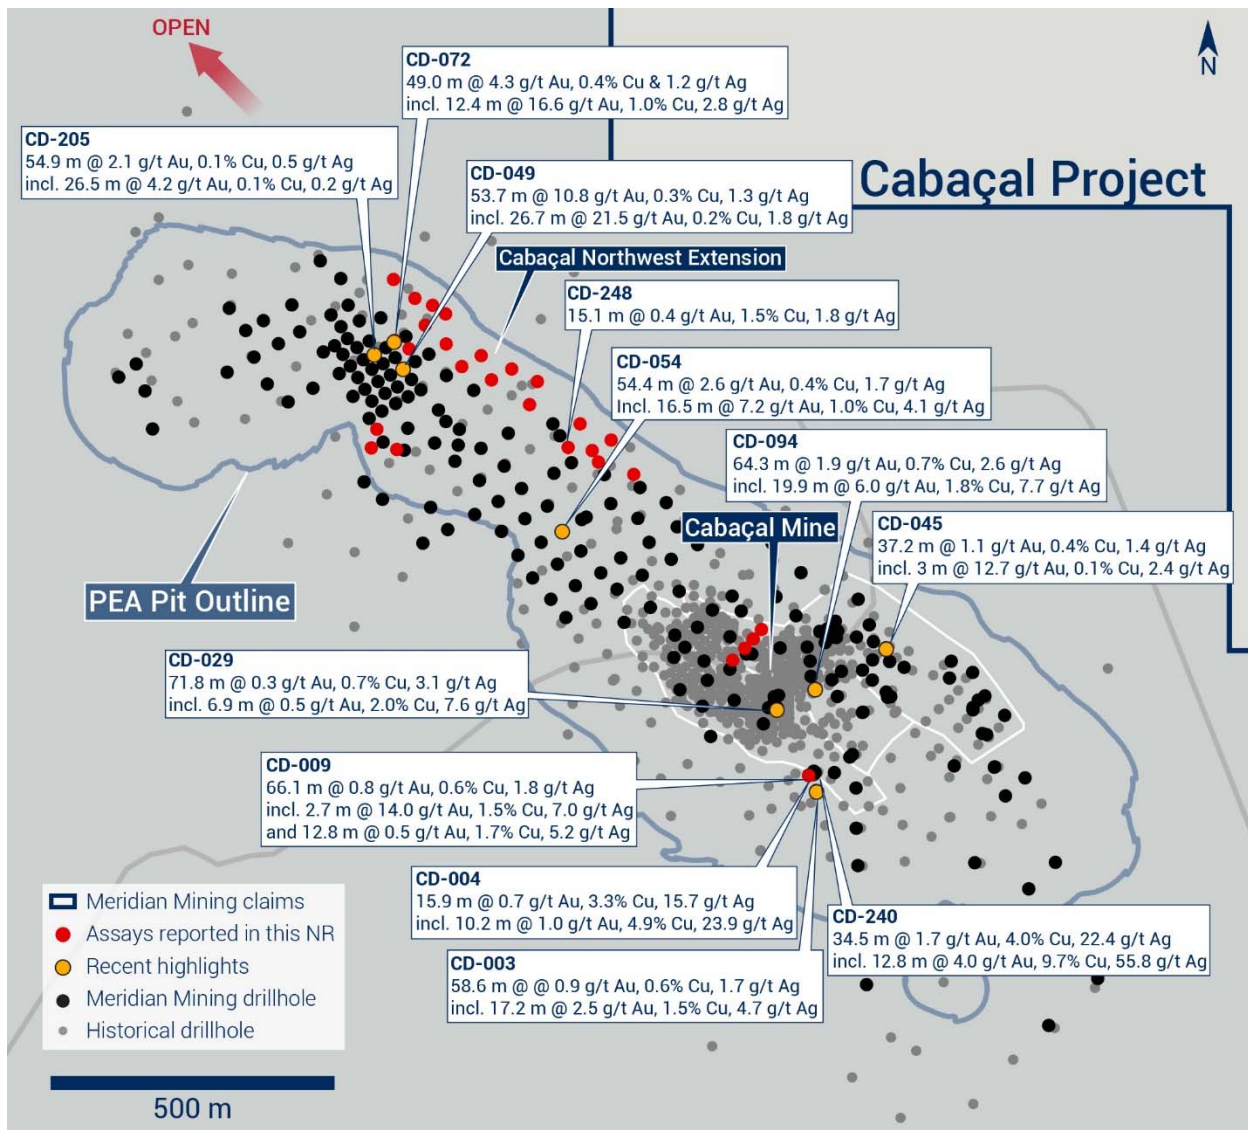 OPEN
N
CD-072
49.0 m @ 4.3 g/t Au, 0.4% Cu & 1.2 g/t Ag
incl. 12.4 m @ 16.6 g/t Au, 1.0% Cu, 2.8 g/t Ag
CD-205
54.9 m @ 2.1 g/t Au, 0.1% Cu, 0.5 g/t Ag
incl. 26.5 m @ 4.2 g/t Au, 0.1% Cu, 0.2 g/t Ag
CD-049
53.7 m @ 10.8 g/t Au, 0.3% Cu, 1.3 g/t Ag
incl. 26.7 m @ 21.5 g/t Au, 0.2% Cu, 1.8 g/t Ag
Cabaçal Project
Cabaçal Northwest Extension
CD-248
15.1 m @ 0.4 g/t Au, 1.5% Cu, 1.8 g/t Ag
CD-054
54.4 m @ 2.6 g/t Au, 0.4% Cu, 1.7 g/t Ag
Incl. 16.5 m @ 7.2 g/t Au, 1.0% Cu, 4.1 g/t Ag
CD-094
64.3 m @ 1.9 g/t Au, 0.7% Cu, 2.6 g/t Ag
incl. 19.9 m @ 6.0 g/t Au, 1.8% Cu, 7.7 g/t Ag
CD-045
37.2 m @ 1.1 g/t Au, 0.4% Cu, 1.4 g/t Ag
incl. 3 m @ 12.7 g/t Au, 0.1% Cu, 2.4 g/t Ag
Cabaçal Mine
PEA Pit Outline
CD-029
71.8 m @ 0.3 g/t Au, 0.7% Cu, 3.1 g/t Ag
incl. 6.9 m @ 0.5 g/t Au, 2.0% Cu, 7.6 g/t Ag
CD-009
66.1 m @ 0.8 g/t Au, 0.6% Cu, 1.8 g/t Ag
incl. 2.7 m @ 14.0 g/t Au, 1.5% Cu, 7.0 g/t Ag
and 12.8 m @ 0.5 g/t Au, 1.7% Cu, 5.2 g/t Ag
CD-004
15.9 m @ 0.7 g/t Au, 3.3% Cu, 15.7 g/t Ag
incl. 10.2 m @ 1.0 g/t Au, 4.9% Cu, 23.9 g/t Ag
CD-240
34.5 m @ 1.7 g/t Au, 4.0% Cu, 22.4 g/t Ag
incl. 12.8 m @ 4.0 g/t Au, 9.7% Cu, 55.8 g/t Ag
CD-003
58.6 m @ @ 0.9 g/t Au, 0.6% Cu, 1.7 g/t Ag
incl. 17.2 m @ 2.5 g/t Au, 1.5% Cu, 4.7 g/t Ag
Meridian Mining claims
Assays reported in this NR
Recent highlights
Meridian Mining drillhole
Historical drillhole
500 m